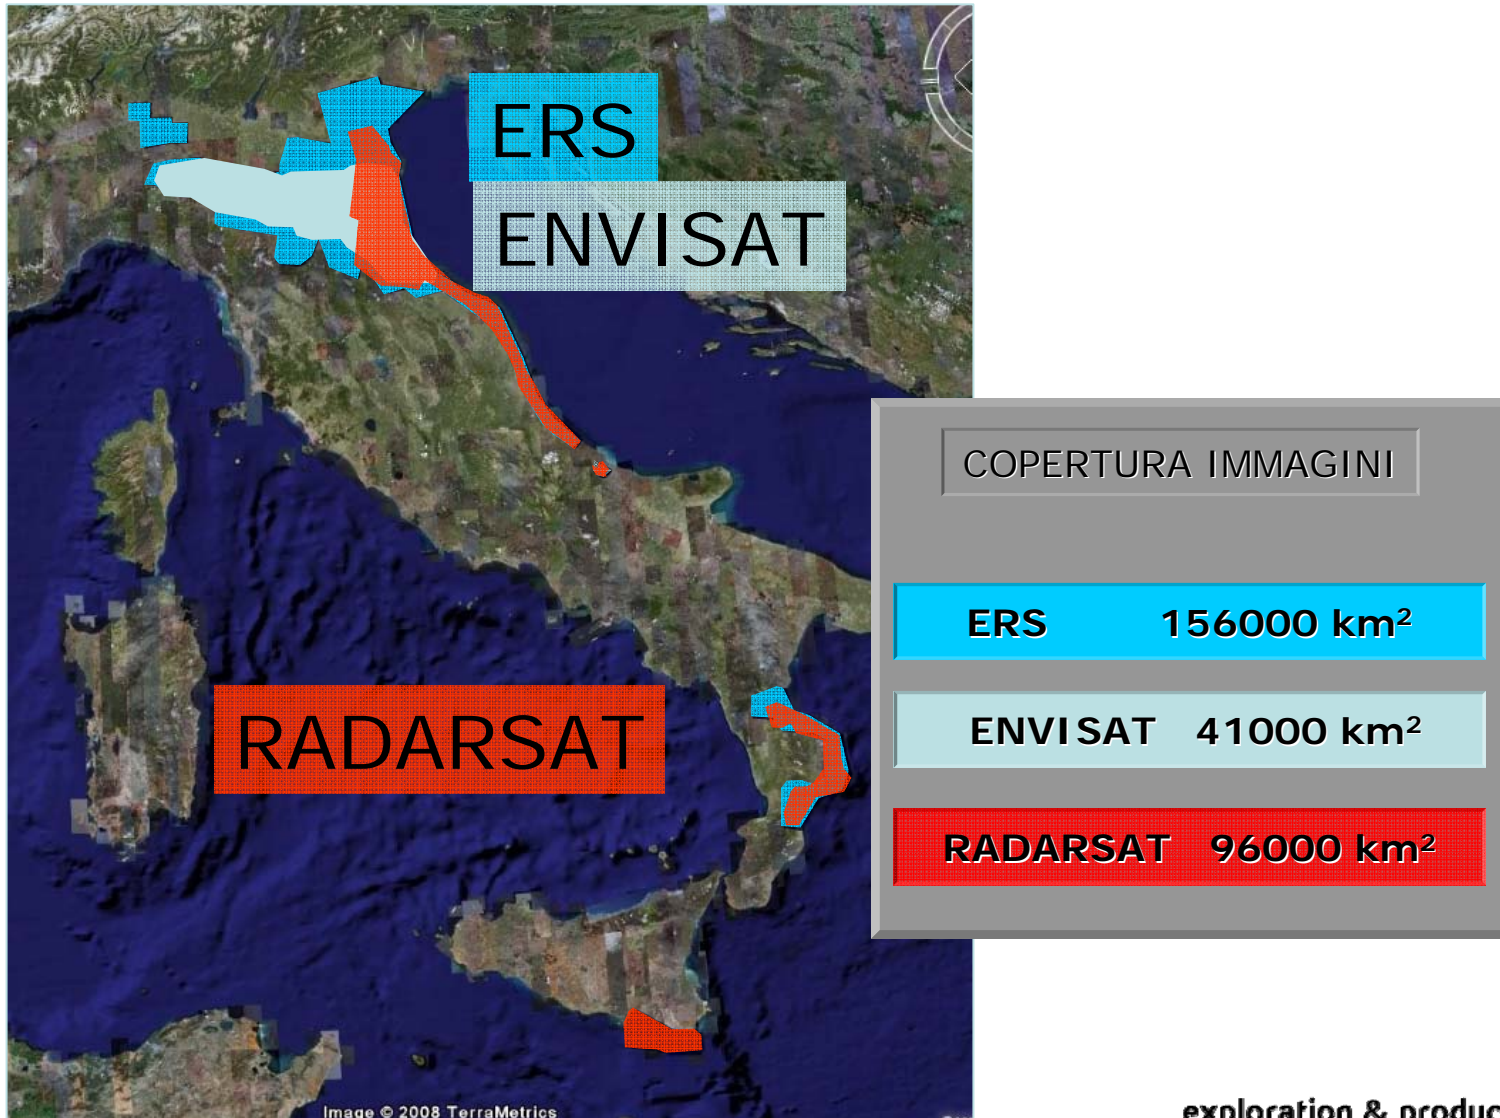 ERS
ENVISAT
RADARSAT
COPERTURA IMMAGINI
ERS 156000 km²
ENVISAT 41000 km²
RADARSAT 96000 km²
Image © 2008 TerraMetrics
exploration &